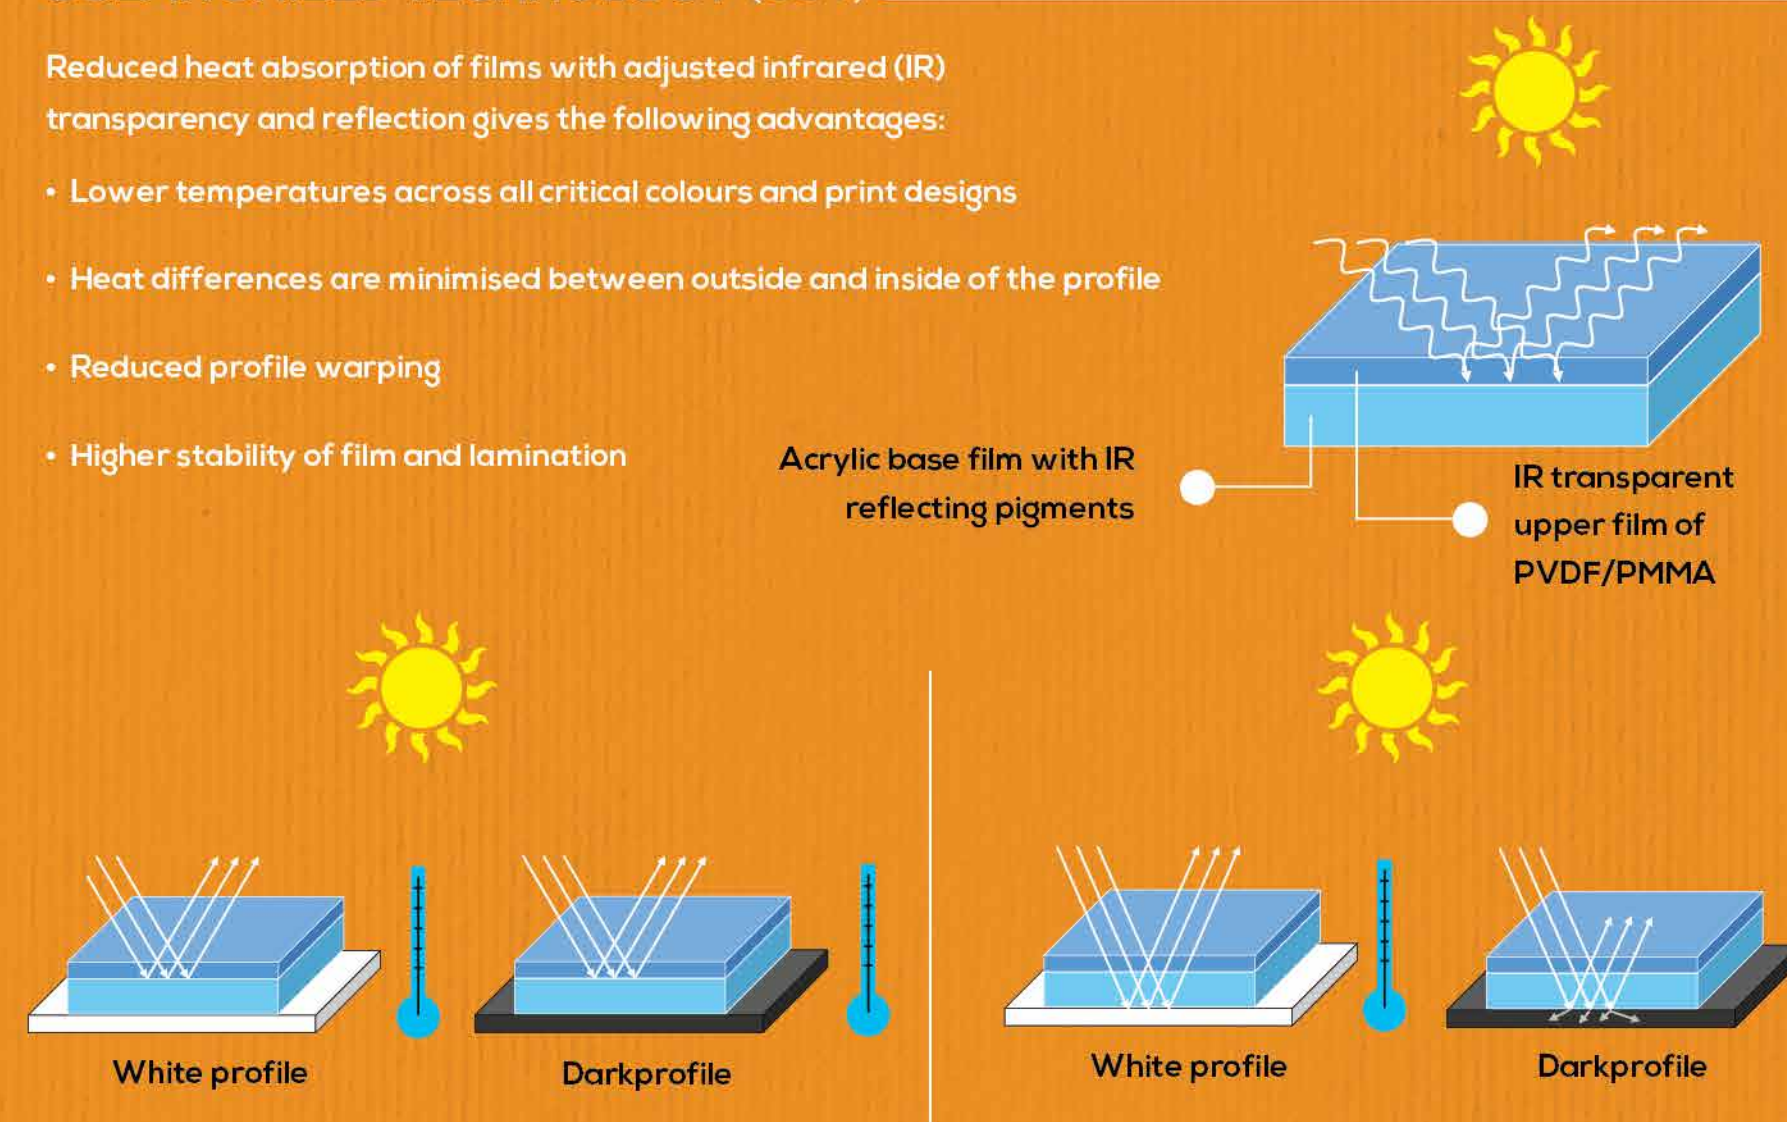 Reduced heat absorption of films with adjusted infrared (IR)
transparency and reflection gives the following advantages:
• Lower temperatures across all critical colours and print designs
• Heat differences are minimised between outside and inside of the profile
• Reduced profile warping
• Higher stability of film and lamination
Acrylic base film with IR
reflecting pigments
IR transparent
upper film of
PVDF/PMMA
White profile
Darkprofile
White profile
Darkprofile